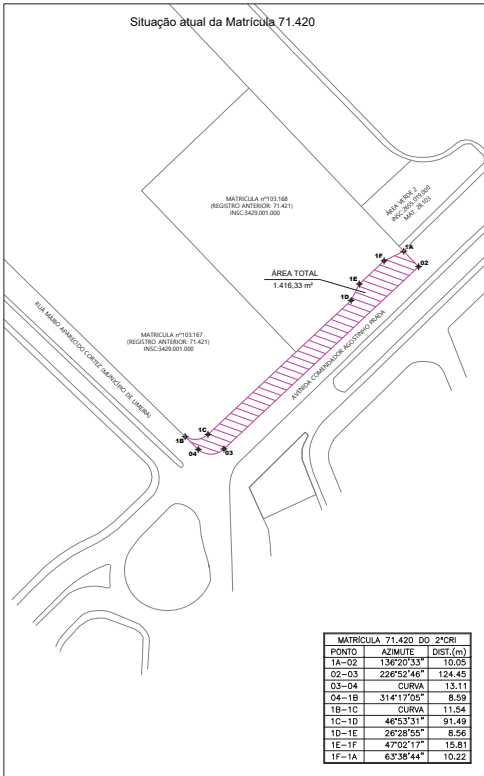 Situação atual da Matrícula 71.420
ÁREA VERDE 2
INSC:2655.019.000
MAT. 28.103
MATRICULA nº103.168
(REGISTRO ANTERIOR: 71.421)
INSC:3429.001.000
1A
1F
02
ÁREA TOTAL
1.416,33 m²
1E
1D
RUA MARIO APARECIDO CORTEZ (MUNICÍPIO DE LIMEIRA)
MATRICULA nº103.167
(REGISTRO ANTERIOR: 71.421)
INSC:3429.001.000
AVENIDA COMENDADOR AGOSTINHO PRADA
1C
1B
04
03
MATRÍCULA 71.420 DO 2°CRI
PONTO AZIMUTE DIST.(m)
1A-02 136°20'33" 10.05
02-03 226°52'46" 124.45
03-04 CURVA 13.11
04-1B 314°17'05" 8.59
1B-1C CURVA 11.54
1C-1D 46°53'31" 91.49
1D-1E 26°28'55" 8.56
1E-1F 47°02'17" 15.81
1F-1A 63°38'44" 10.22